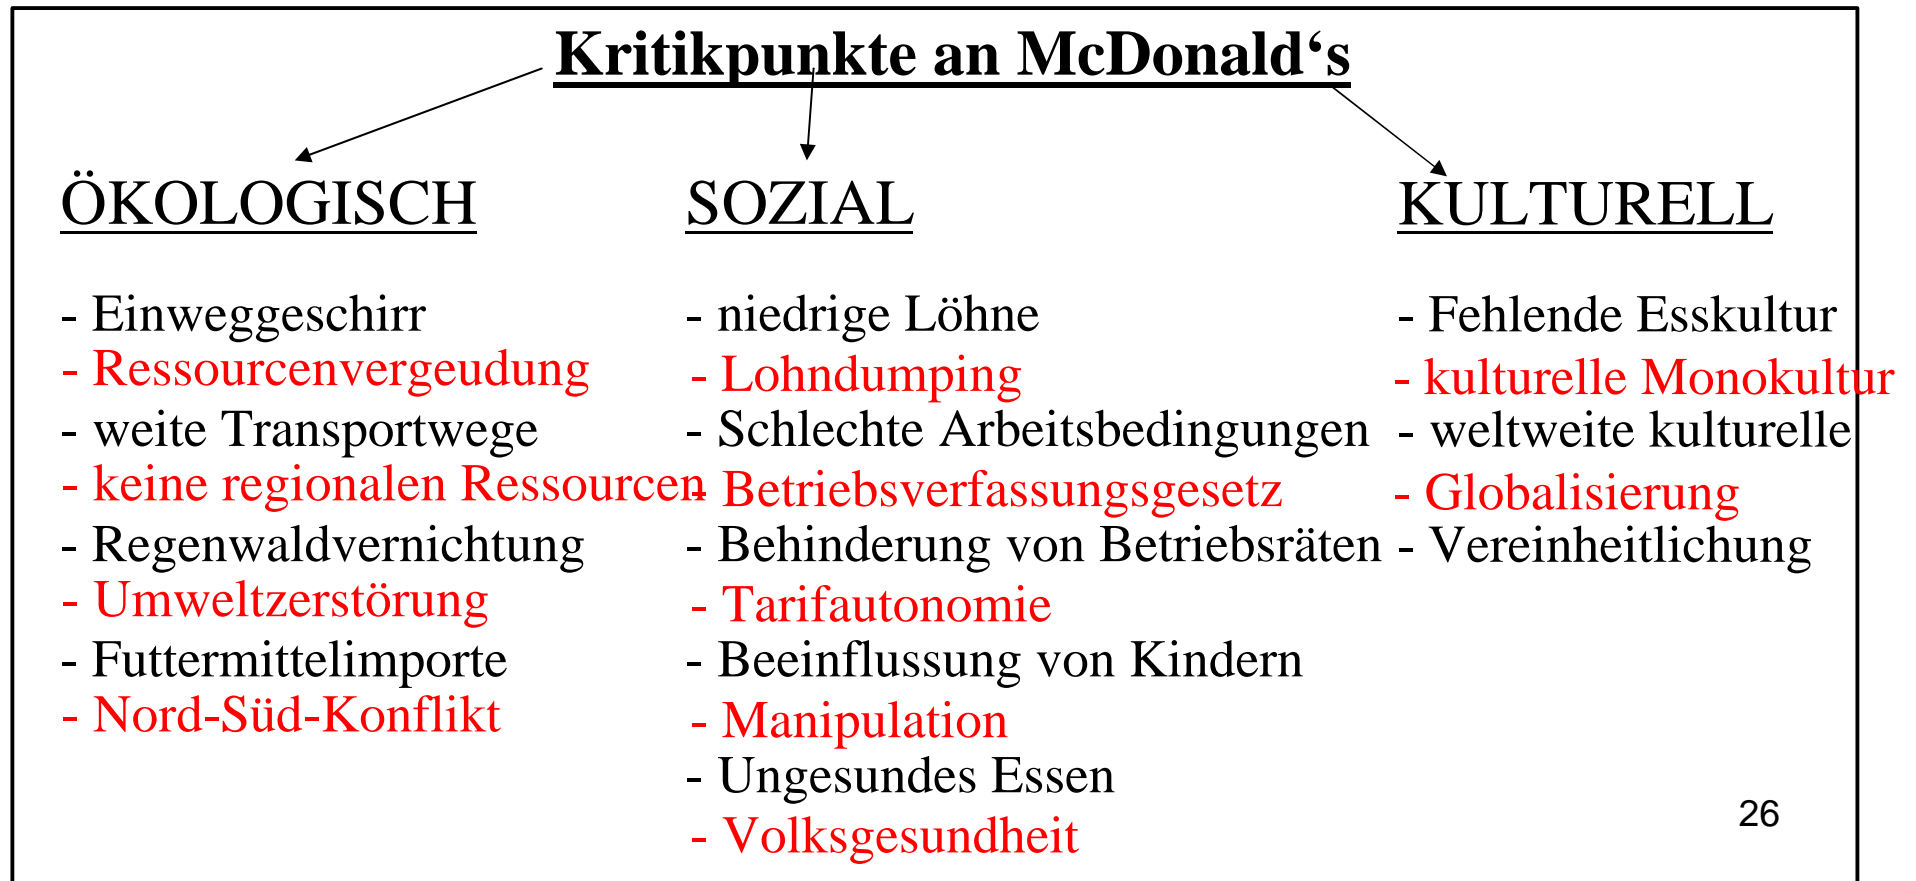 Kritikpunkte an McDonald‘s
ÖKOLOGISCH
- Einweggeschirr
- Ressourcenvergeudung
- weite Transportwege
- keine regionalen Ressourcen
- Regenwaldvernichtung
- Umweltzerstörung
- Futtermittelimporte
- Nord-Süd-Konflikt
SOZIAL
- niedrige Löhne
- Lohndumping
- Schlechte Arbeitsbedingungen
- Betriebsverfassungsgesetz
- Behinderung von Betriebsräten
- Tarifautonomie
- Beeinflussung von Kindern
- Manipulation
- Ungesundes Essen
- Volksgesundheit
KULTURELL
- Fehlende Esskultur
- kulturelle Monokultur
- weltweite kulturelle
- Globalisierung
- Vereinheitlichung
26